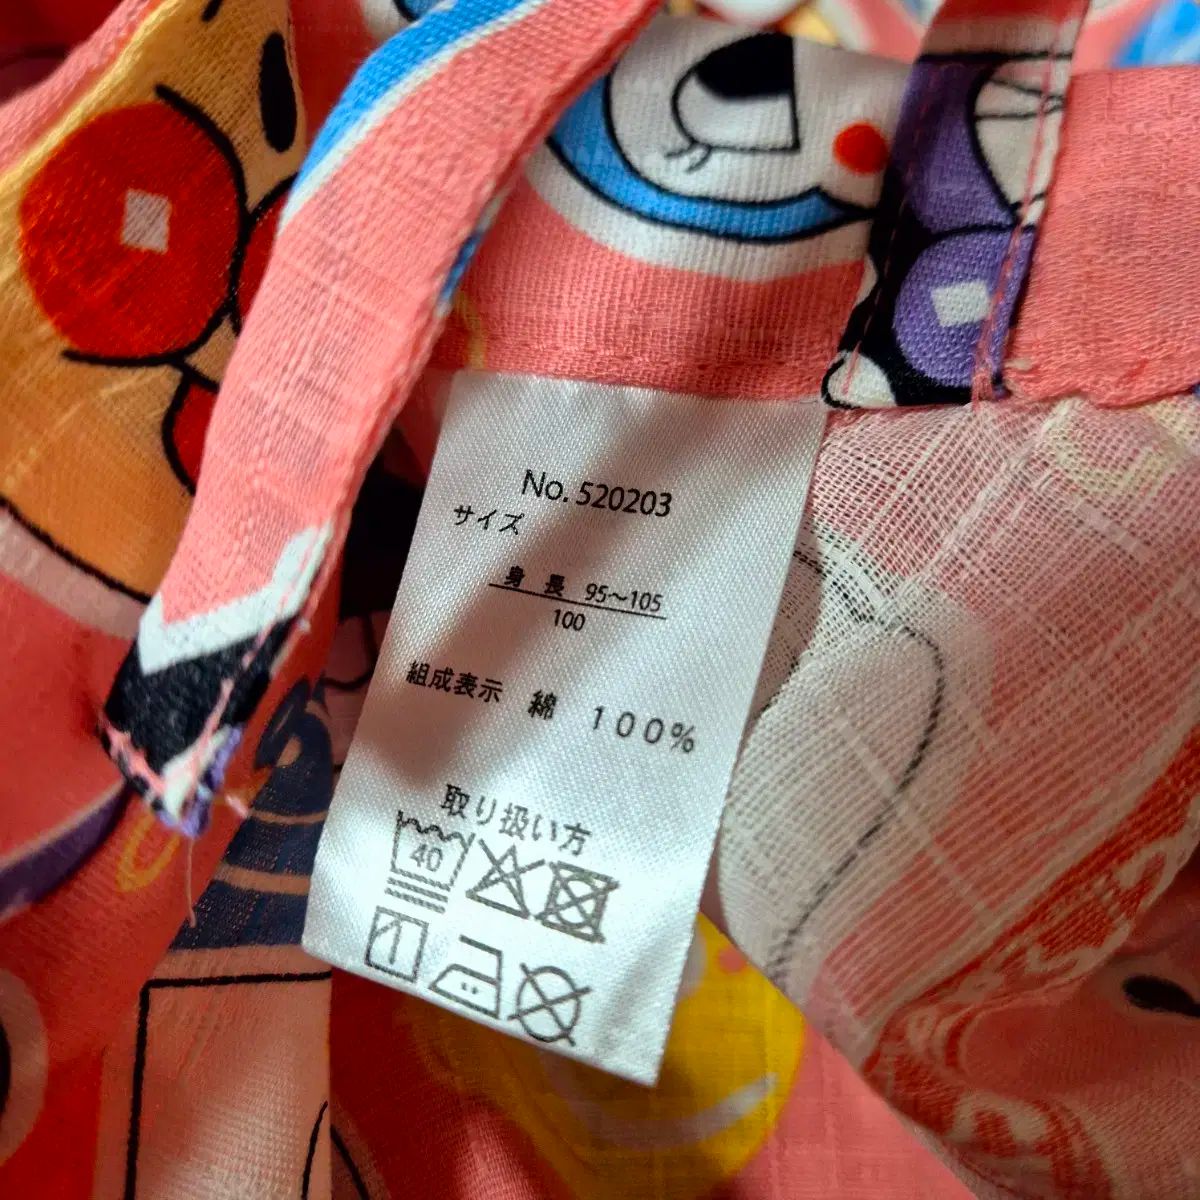 No. 520203
サイズ
身 長 95～105
100
組成表示 綿 100%
取り扱い方
40